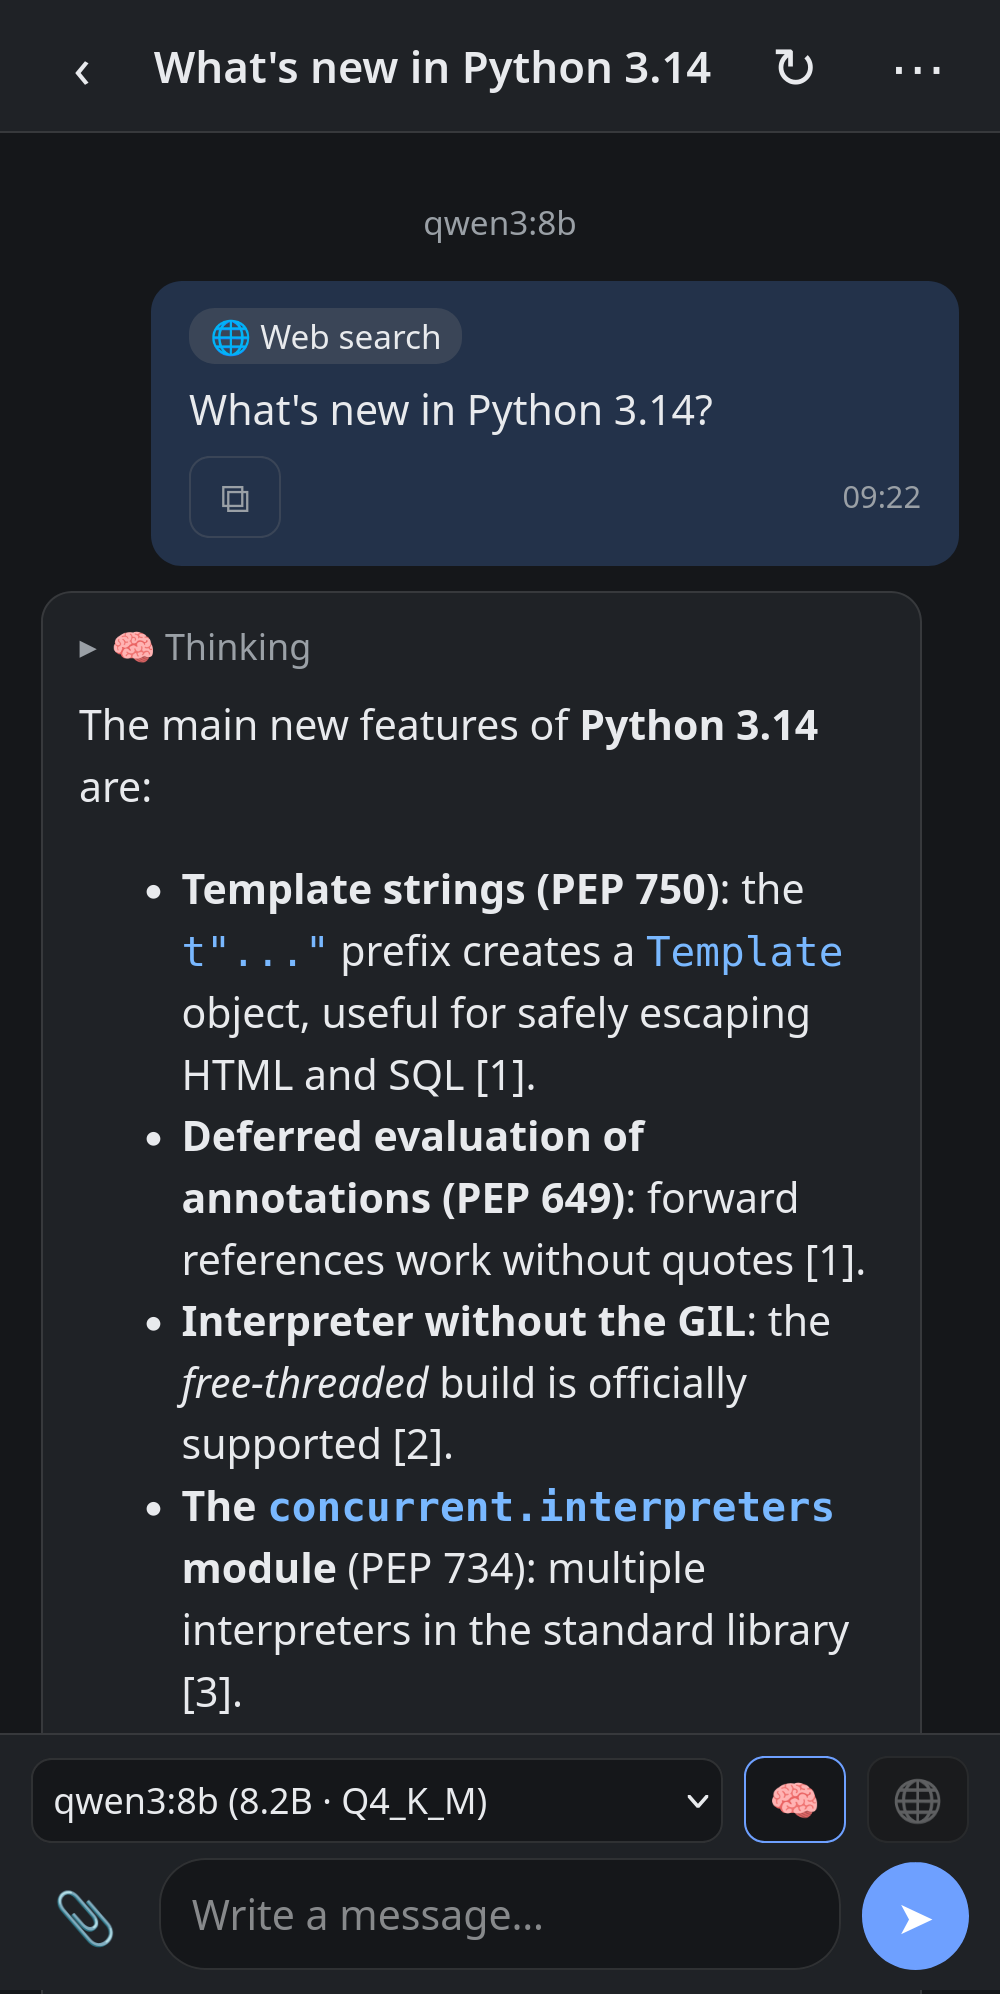 What's new in Python 3.14
qwen3:8b
Web search
What's new in Python 3.14?
09:22
Thinking
The main new features of Python 3.14
are:
• Template strings (PEP 750): the
t"..." prefix creates a Template
object, useful for safely escaping
HTML and SQL [1].
• Deferred evaluation of
annotations (PEP 649): forward
references work without quotes [1].
• Interpreter without the GIL: the
free-threaded build is officially
supported [2].
• The concurrent.interpreters
module (PEP 734): multiple
interpreters in the standard library
[3].
qwen3:8b (8.2B · Q4_K_M)
Write a message...